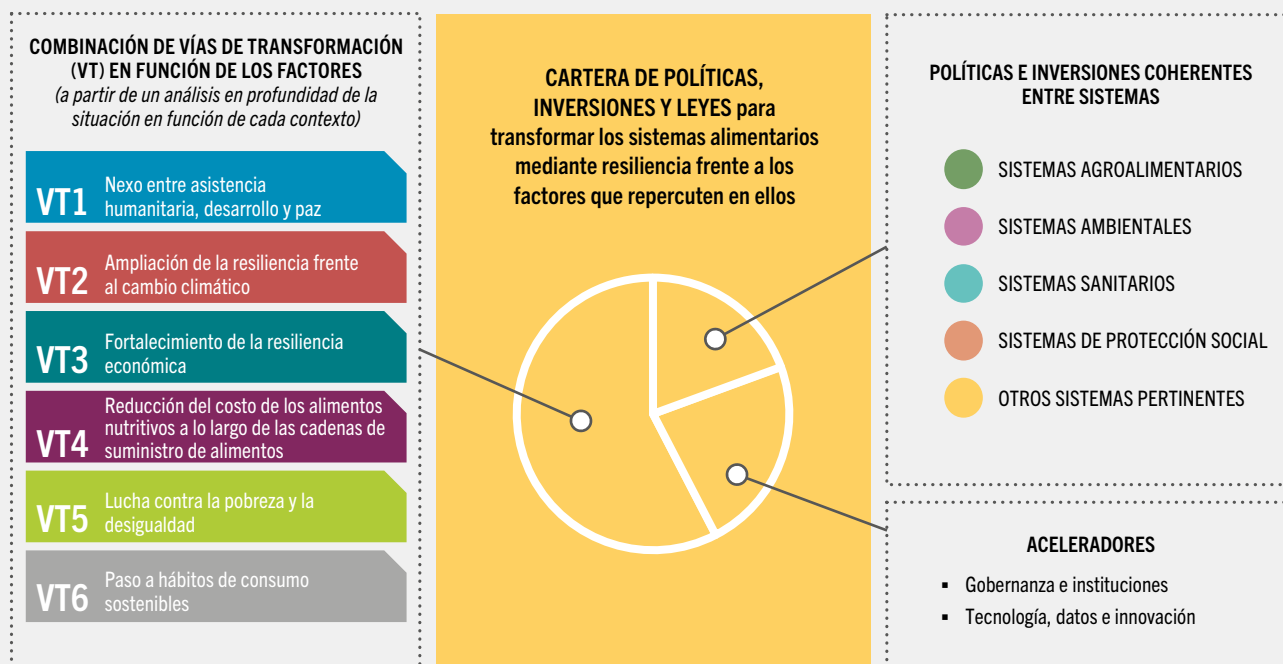 COMBINACIÓN DE VÍAS DE TRANSFORMACIÓN
(VT) EN FUNCIÓN DE LOS FACTORES
(a partir de un análisis en profundidad de la
situación en función de cada contexto)
VT1
Nexo entre asistencia
humanitaria, desarrollo y paz
VT2
Ampliación de la resiliencia frente
al cambio climático
VT3
Fortalecimiento de la resiliencia
económica
VT4
Reducción del costo de los alimentos
nutritivos a lo largo de las cadenas de
suministro de alimentos
VT5
Lucha contra la pobreza y la
desigualdad
VT6
Paso a hábitos de consumo
sostenibles
CARTERA DE POLÍTICAS,
INVERSIONES Y LEYES para
transformar los sistemas alimentarios
mediante resiliencia frente a los
factores que repercuten en ellos
POLÍTICAS E INVERSIONES COHERENTES
ENTRE SISTEMAS
SISTEMAS AGROALIMENTARIOS
SISTEMAS AMBIENTALES
SISTEMAS SANITARIOS
SISTEMAS DE PROTECCIÓN SOCIAL
OTROS SISTEMAS PERTINENTES
ACELERADORES
▪ Gobernanza e instituciones
▪ Tecnología, datos e innovación